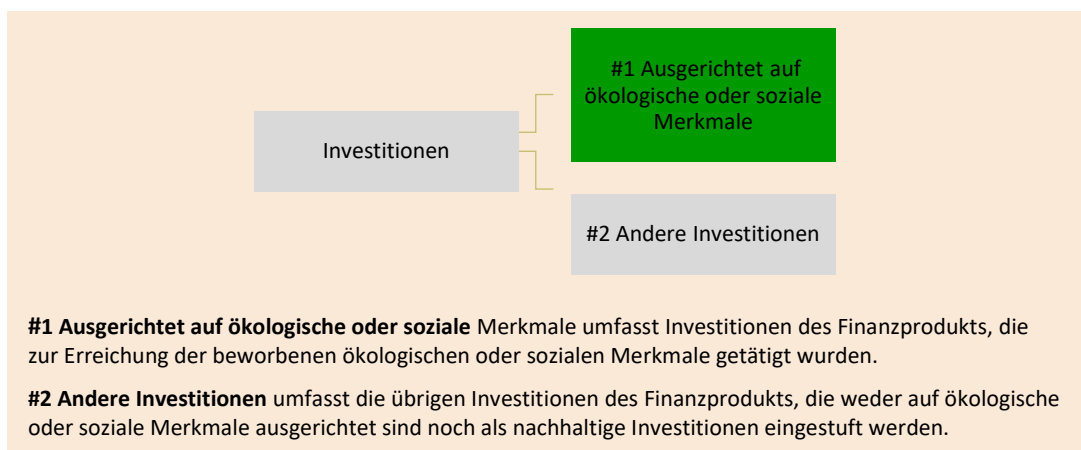 #1 Ausgerichtet auf
ökologische oder soziale
Merkmale
Investitionen
#2 Andere Investitionen
#1 Ausgerichtet auf ökologische oder soziale Merkmale umfasst Investitionen des Finanzprodukts, die
zur Erreichung der beworbenen ökologischen oder sozialen Merkmale getätigt wurden.
#2 Andere Investitionen umfasst die übrigen Investitionen des Finanzprodukts, die weder auf ökologische
oder soziale Merkmale ausgerichtet sind noch als nachhaltige Investitionen eingestuft werden.